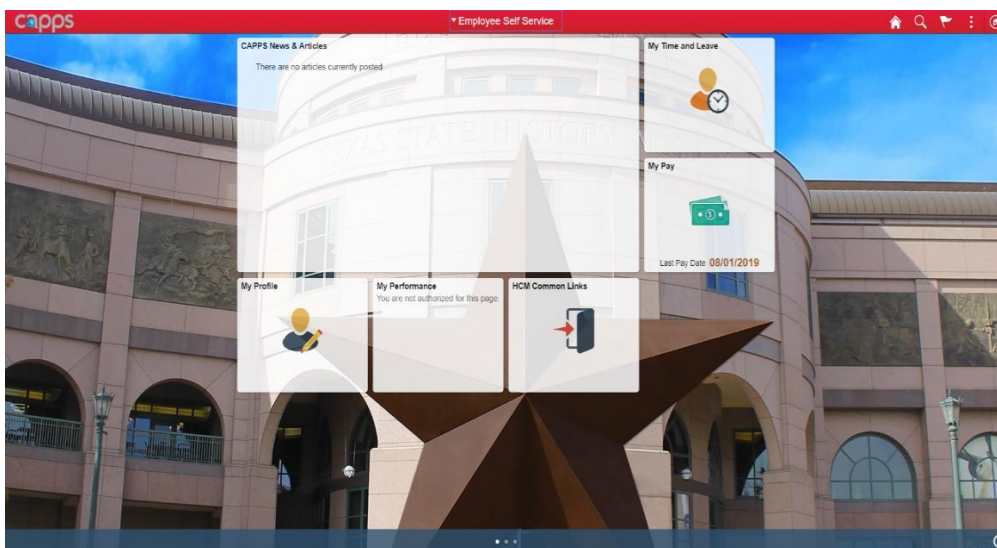 capps
Employee Self Service
CAPPS News & Articles
There are no articles currently posted.
My Time and Leave
TEXAS STATE HISTORY
My Pay
Last Pay Date 08/01/2019
My Profile
My Performance
You are not authorized for this page.
HCM Common Links